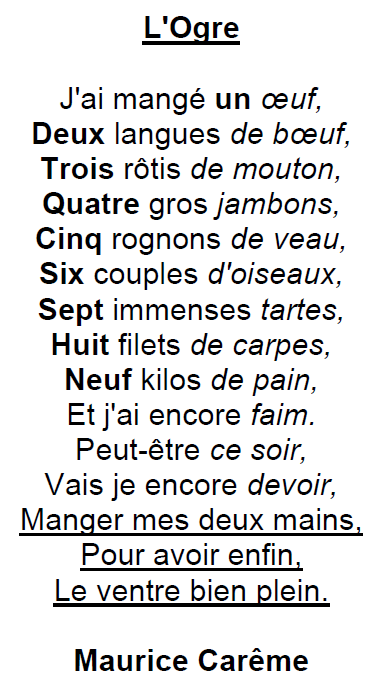 L'Ogre
J'ai mangé un œuf,
Deux langues de bœuf,
Trois rôtis de mouton,
Quatre gros jambons,
Cinq rognons de veau,
Six couples d'oiseaux,
Sept immenses tartes,
Huit filets de carpes,
Neuf kilos de pain,
Et j'ai encore faim.
Peut-être ce soir,
Vais je encore devoir,
Manger mes deux mains,
Pour avoir enfin,
Le ventre bien plein.
Maurice Carême